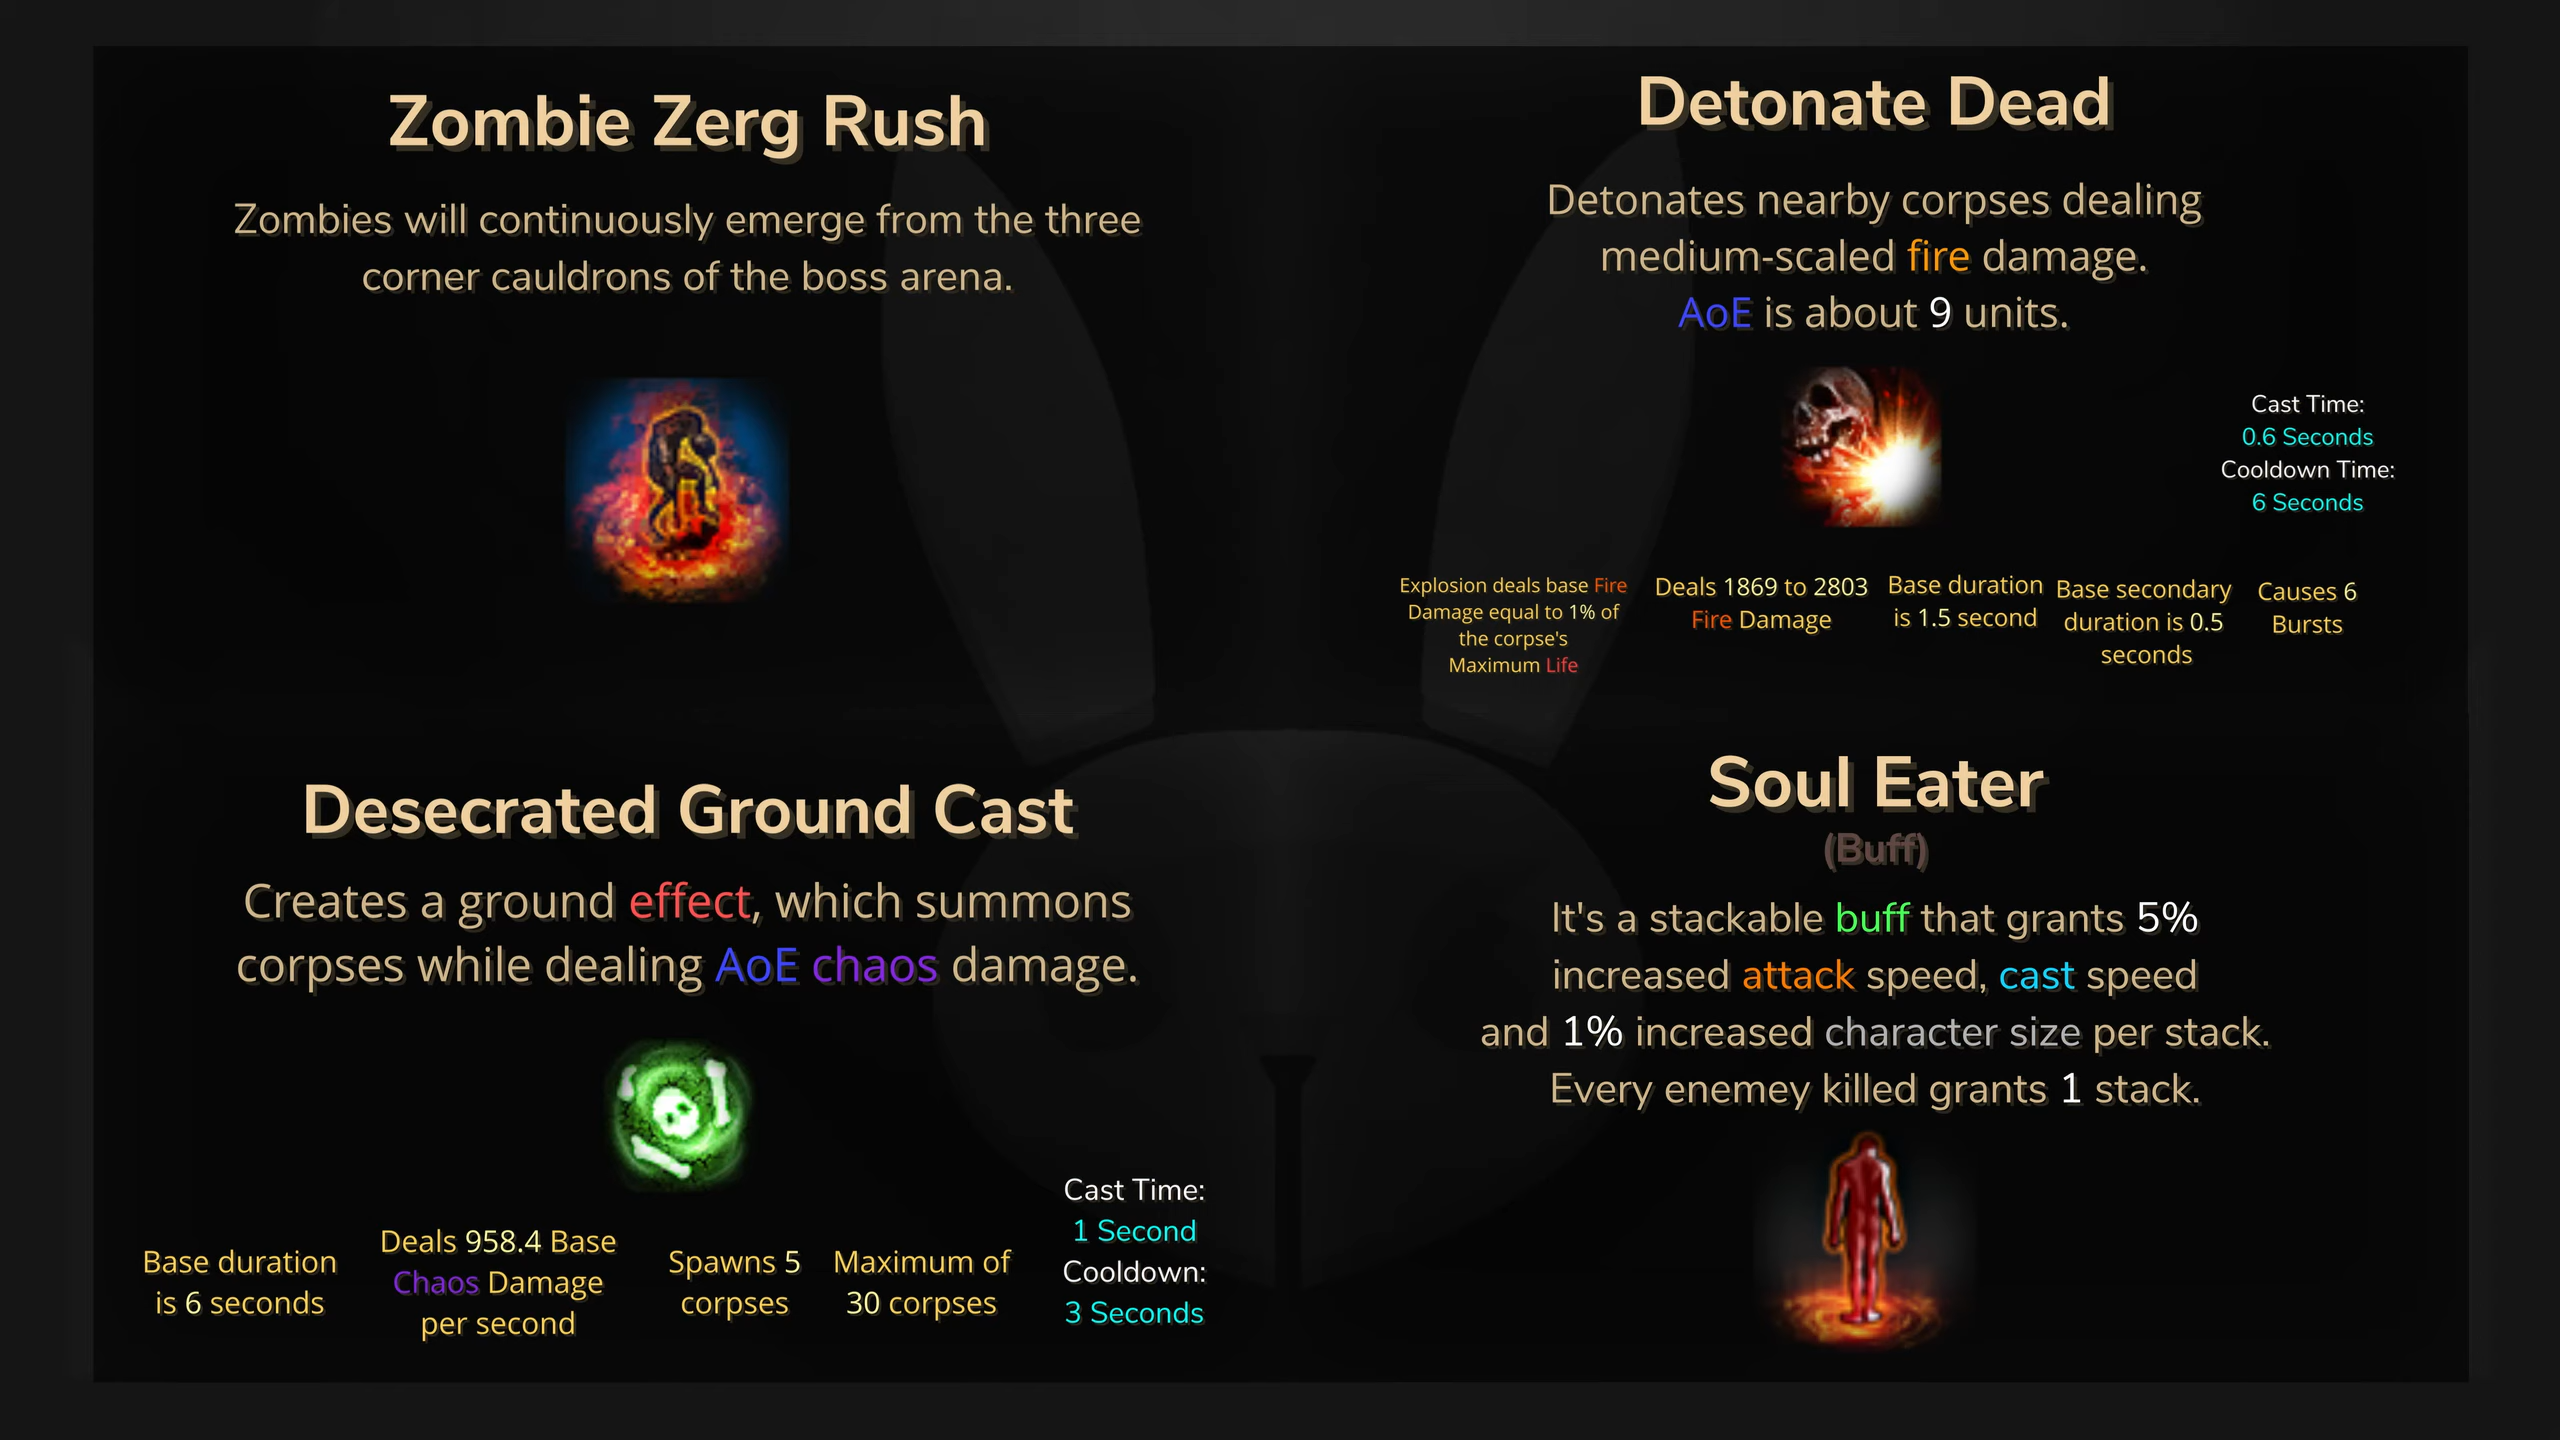 Zombie Zerg Rush
Zombies will continuously emerge from the three
corner cauldrons of the boss arena.
Detonate Dead
Detonates nearby corpses dealing
medium-scaled fire damage.
AoE is about 9 units.
Cast Time:
0.6 Seconds
Cooldown Time:
6 Seconds
Explosion deals base Fire
Damage equal to 1% of
the corpse's
Maximum Life
Deals 1869 to 2803
Fire Damage
Base duration
is 1.5 second
Base secondary
duration is 0.5
seconds
Causes 6
Bursts
Desecrated Ground Cast
Creates a ground effect, which summons
corpses while dealing AoE chaos damage.
Base duration
is 6 seconds
Deals 958.4 Base
Chaos Damage
per second
Spawns 5
corpses
Maximum of
30 corpses
Cast Time:
1 Second
Cooldown:
3 Seconds
Soul Eater
(Buff)
It's a stackable buff that grants 5%
increased attack speed, cast speed
and 1% increased character size per stack.
Every enemey killed grants 1 stack.